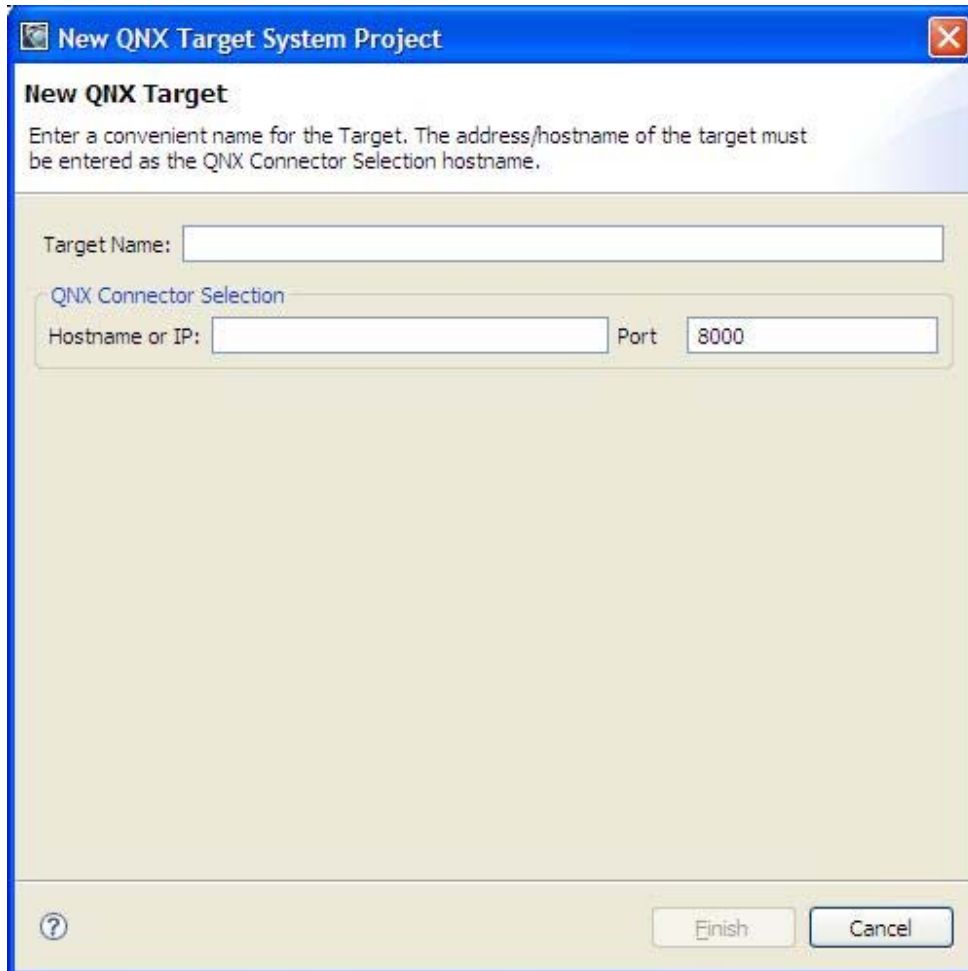 New QNX Target System Project
New QNX Target
Enter a convenient name for the Target. The address/hostname of the target must
be entered as the QNX Connector Selection hostname.
Target Name:
QNX Connector Selection
Hostname or IP: Port 8000
? Finish Cancel